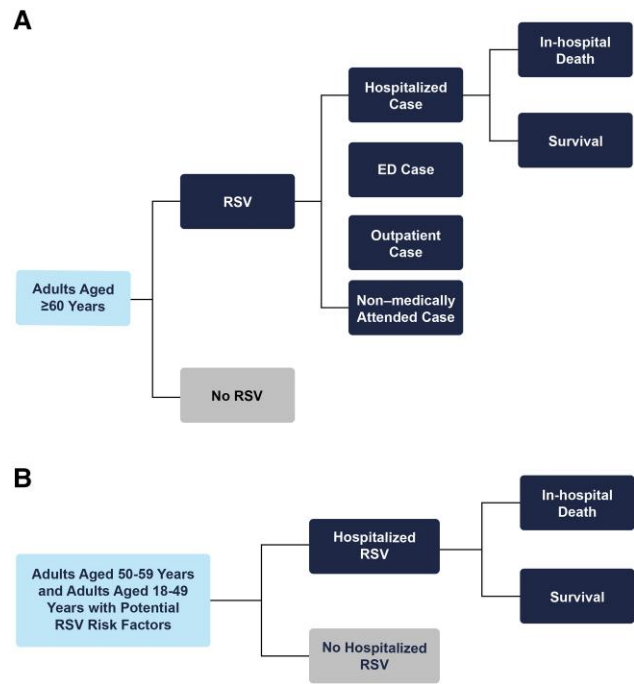 A
In-hospital
Death
Hospitalized
Case
Survival
ED Case
RSV
Outpatient
Case
Adults Aged
≥60 Years
Non–medically
Attended Case
No RSV
B
In-hospital
Death
Hospitalized
RSV
Adults Aged 50-59 Years
and Adults Aged 18-49
Years with Potential
RSV Risk Factors
Survival
No Hospitalized
RSV